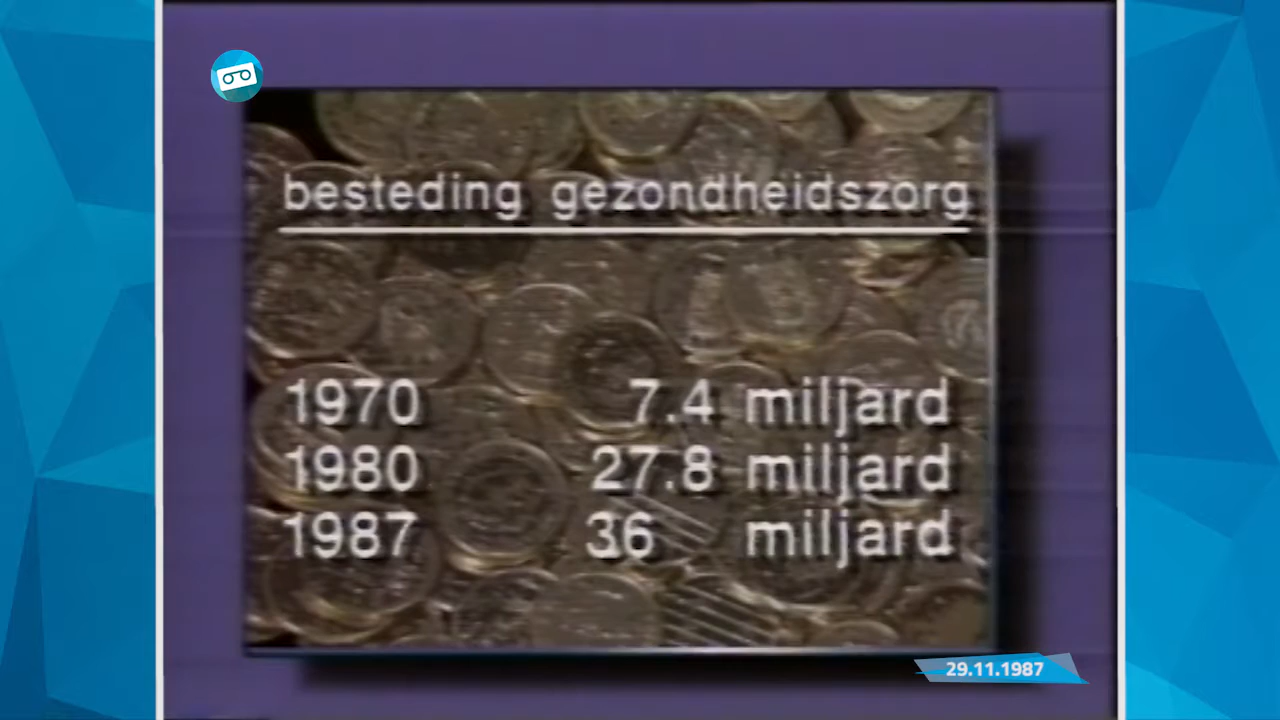 besteding gezondheidszorg
1970 7.4 miljard
1980 27.8 miljard
1987 36 miljard
29.11.1987